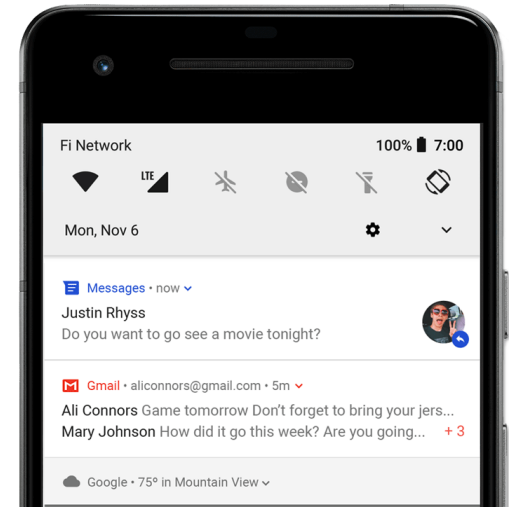 Fi Network 100% 7:00
LTE
Mon, Nov 6
Messages • now
Justin Rhyss
Do you want to go see a movie tonight?
Gmail • aliconnors@gmail.com • 5m
Ali Connors Game tomorrow Don't forget to bring your jers...
Mary Johnson How did it go this week? Are you going... + 3
Google • 75º in Mountain View